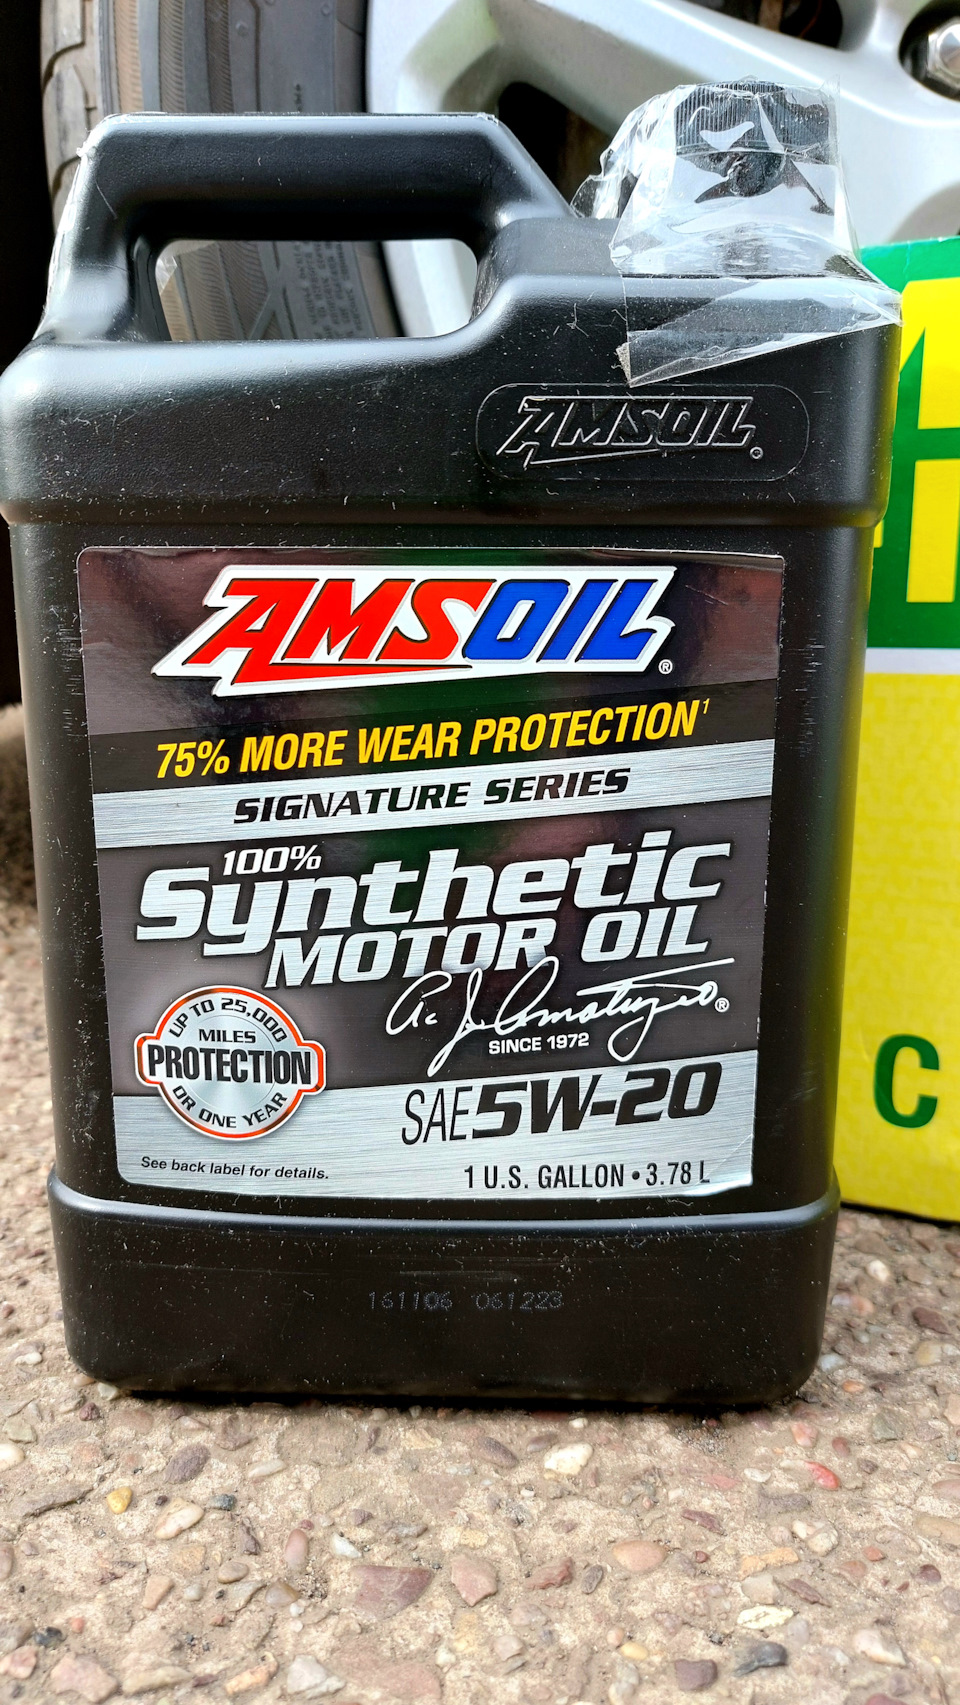 AMSOIL
AMSOIL®
75% MORE WEAR PROTECTION¹
SIGNATURE SERIES
100%
Synthetic
MOTOR OIL
A. J. Amatuzio®
SINCE 1972
UP TO 25,000
MILES
PROTECTION
OR ONE YEAR
SAE 5W-20
See back label for details.
1 U.S. GALLON • 3.78 L
161106 061223
C